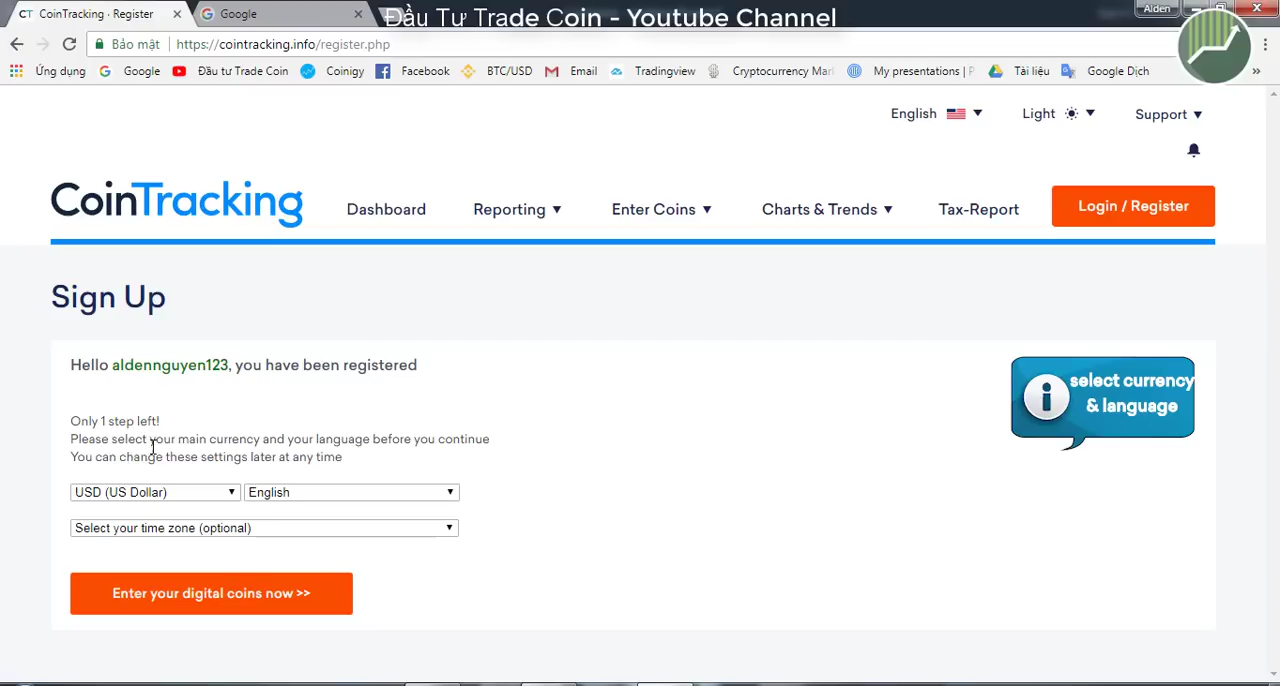 CT CoinTracking · Register
Google
Đầu Tư Trade Coin - Youtube Channel
Alden
Bảo mật
https://cointracking.info/register.php
Ứng dụng
Google
Đầu tư Trade Coin
Coinigy
Facebook
BTC/USD
Email
Tradingview
Cryptocurrency Mar
My presentations | P
Tài liệu
Google Dịch
English
Light
Support
CoinTracking
Dashboard
Reporting
Enter Coins
Charts & Trends
Tax-Report
Login / Register
Sign Up
Hello aldennguyen123, you have been registered
select currency
& language
Only 1 step left!
Please select your main currency and your language before you continue
You can change these settings later at any time
USD (US Dollar)
English
Select your time zone (optional)
Enter your digital coins now >>